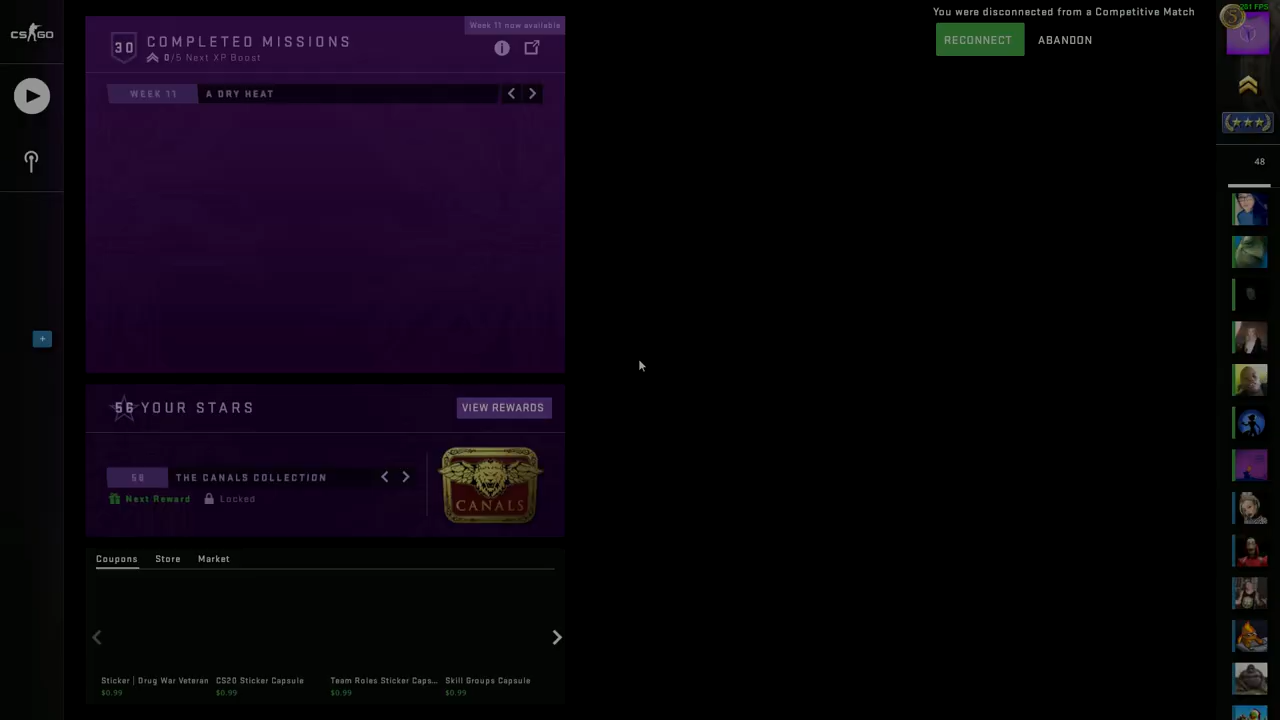 You were disconnected from a Competitive Match
RECONNECT
ABANDON
261 FPS
5
CS:GO
Week 11 now available
30
COMPLETED MISSIONS
0/5 Next XP Boost
WEEK 11
A DRY HEAT
48
56 YOUR STARS
VIEW REWARDS
58
THE CANALS COLLECTION
Next Reward
Locked
CANALS
Coupons
Store
Market
Sticker | Drug War Veteran
CS20 Sticker Capsule
Team Roles Sticker Caps...
Skill Groups Capsule
$0.99
$0.99
$0.99
$0.99